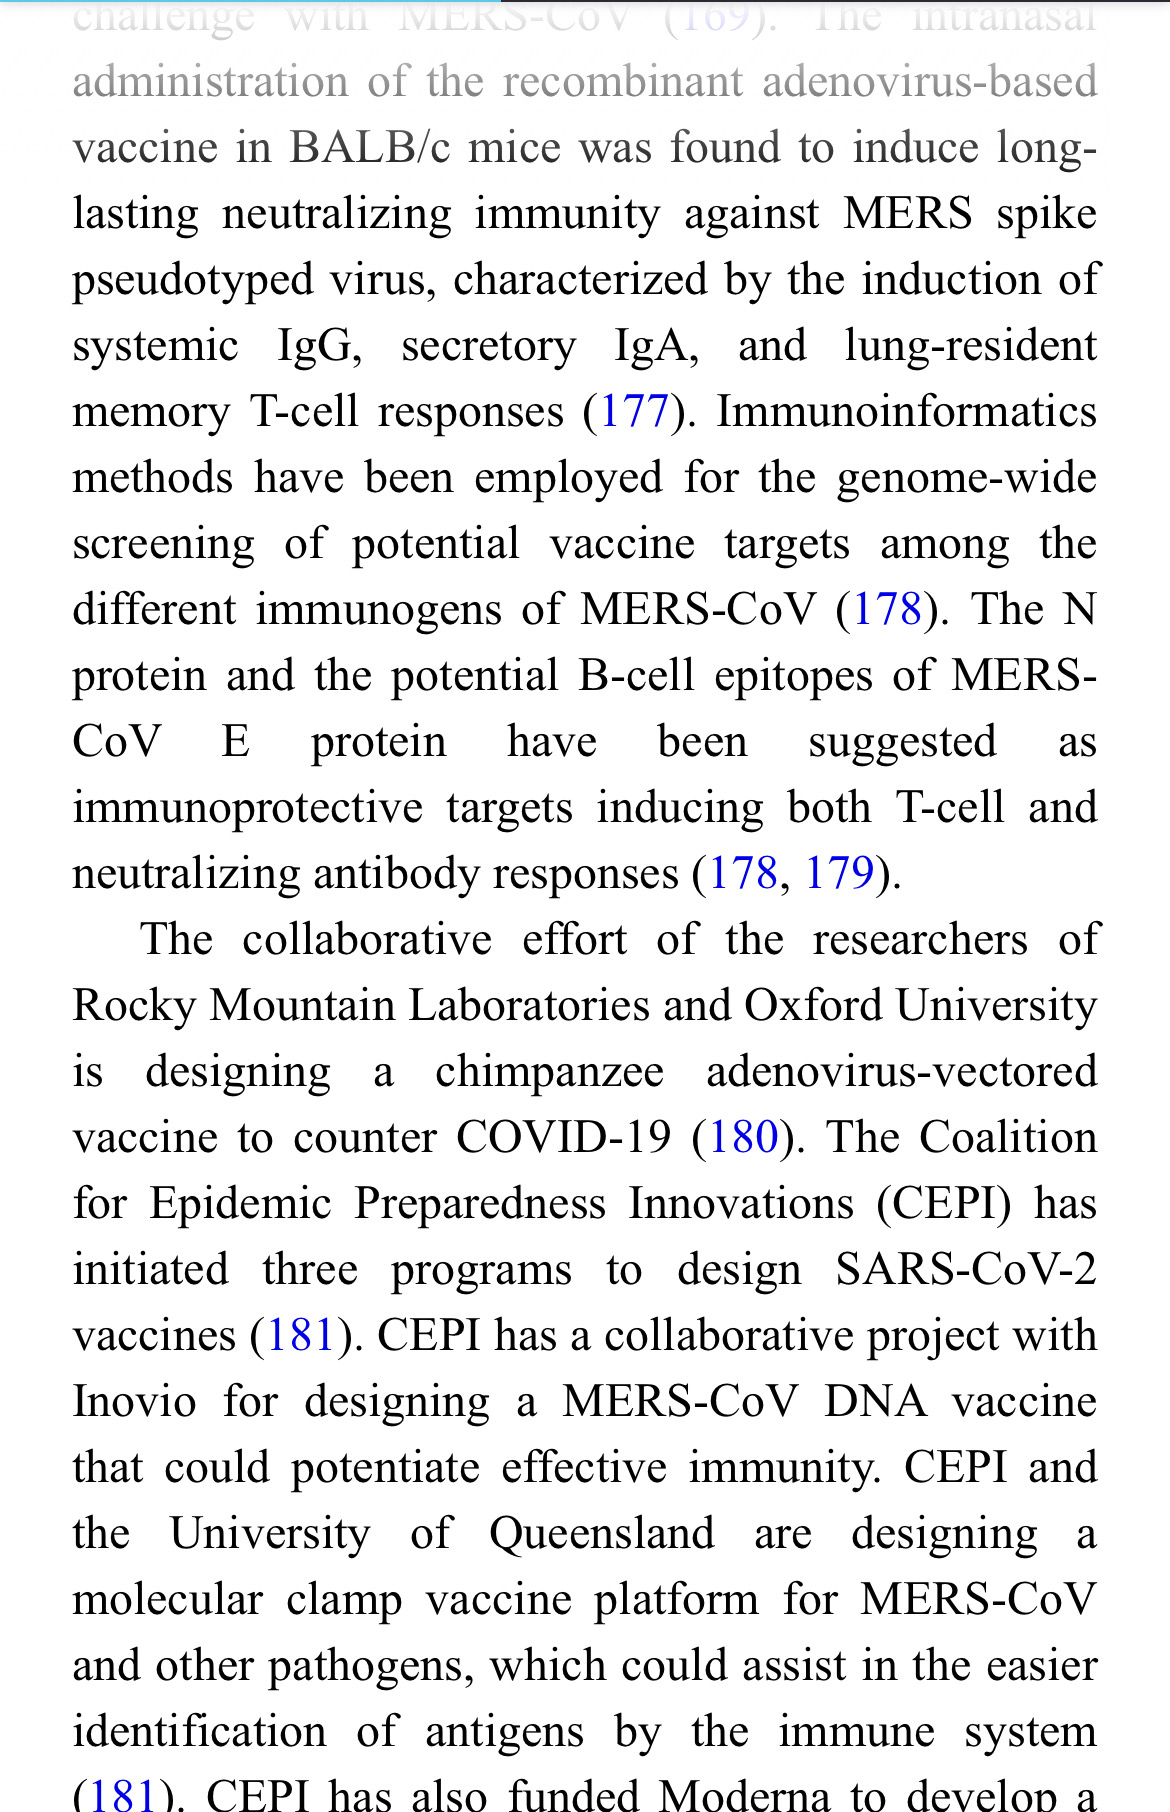 challenge with MERS-CoV (169). The intranasal
administration of the recombinant adenovirus-based
vaccine in BALB/c mice was found to induce long-
lasting neutralizing immunity against MERS spike
pseudotyped virus, characterized by the induction of
systemic IgG, secretory IgA, and lung-resident
memory T-cell responses (177). Immunoinformatics
methods have been employed for the genome-wide
screening of potential vaccine targets among the
different immunogens of MERS-CoV (178). The N
protein and the potential B-cell epitopes of MERS-
CoV E protein have been suggested as
immunoprotective targets inducing both T-cell and
neutralizing antibody responses (178, 179).
The collaborative effort of the researchers of
Rocky Mountain Laboratories and Oxford University
is designing a chimpanzee adenovirus-vectored
vaccine to counter COVID-19 (180). The Coalition
for Epidemic Preparedness Innovations (CEPI) has
initiated three programs to design SARS-CoV-2
vaccines (181). CEPI has a collaborative project with
Inovio for designing a MERS-CoV DNA vaccine
that could potentiate effective immunity. CEPI and
the University of Queensland are designing a
molecular clamp vaccine platform for MERS-CoV
and other pathogens, which could assist in the easier
identification of antigens by the immune system
(181). CEPI has also funded Moderna to develop a